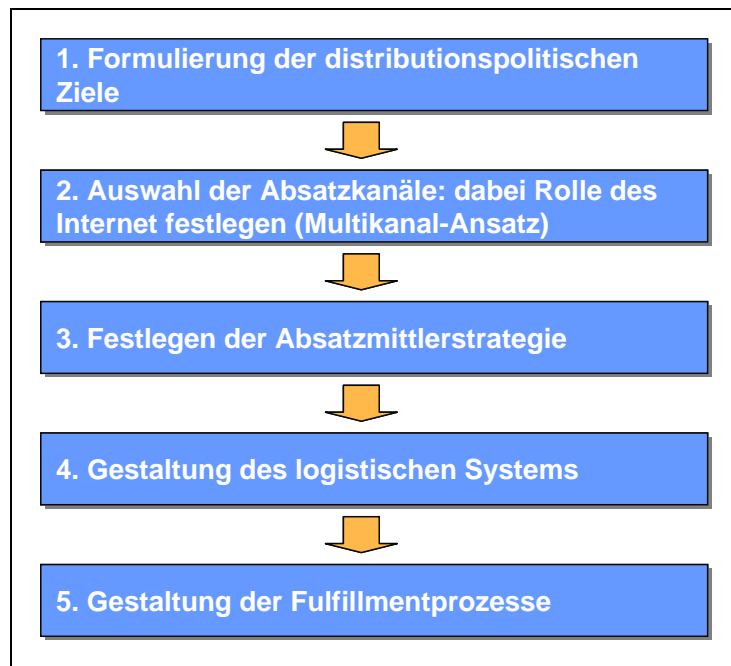 1. Formulierung der distributionspolitischen
Ziele
2. Auswahl der Absatzkanäle: dabei Rolle des
Internet festlegen (Multikanal-Ansatz)
3. Festlegen der Absatzmittlerstrategie
4. Gestaltung des logistischen Systems
5. Gestaltung der Fulfillmentprozesse